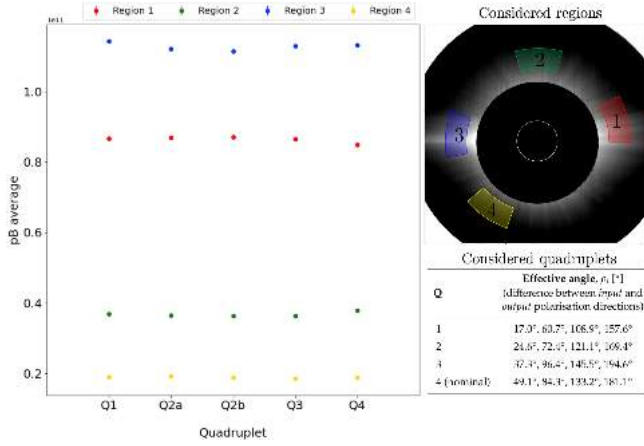 1e11
Region 1 Region 2 Region 3 Region 4
1.0
0.8
0.6
0.4
0.2
pB average
Q1 Q2a Q2b Q3 Q4
Quadruplet
Considered regions
2
1
3
4
Considered quadruplets
Q
Effective angle, ρᵢ [°]
(difference between input and
output polarisation directions)
1 17.0°, 60.7°, 106.9°, 157.6°
2 24.6°, 72.4°, 121.1°, 169.4°
3 37.3°, 96.4°, 145.5°, 194.6°
4 (nominal) 49.1°, 94.3°, 133.2°, 181.1°